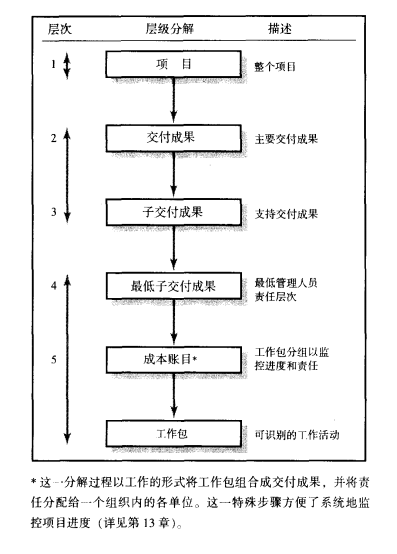 层次 层级分解 描述
1 项 目 整个项目
2 交付成果 主要交付成果
3 子交付成果 支持交付成果
4 最低子交付成果 最低管理人员
责任层次
5 成本账目* 工作包分组以监
控进度和责任
工作包 可识别的工作活动
* 这一分解过程以工作的形式将工作包组合成交付成果，并将责
任分配给一个组织内的各单位。这一特殊步骤方便了系统地监
控项目进度（详见第 13 章）。